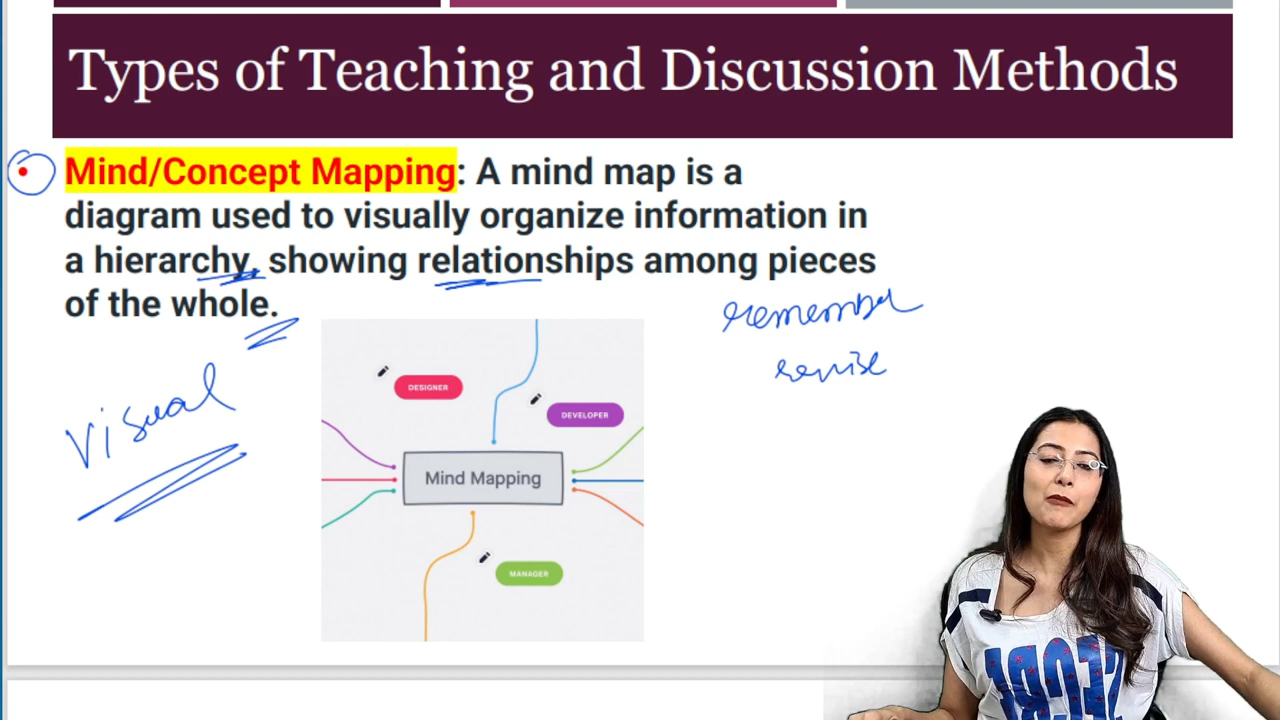 Types of Teaching and Discussion Methods
Mind/Concept Mapping: A mind map is a
diagram used to visually organize information in
a hierarchy, showing relationships among pieces
of the whole.
remember
revise
visual
DESIGNER
DEVELOPER
Mind Mapping
MANAGER